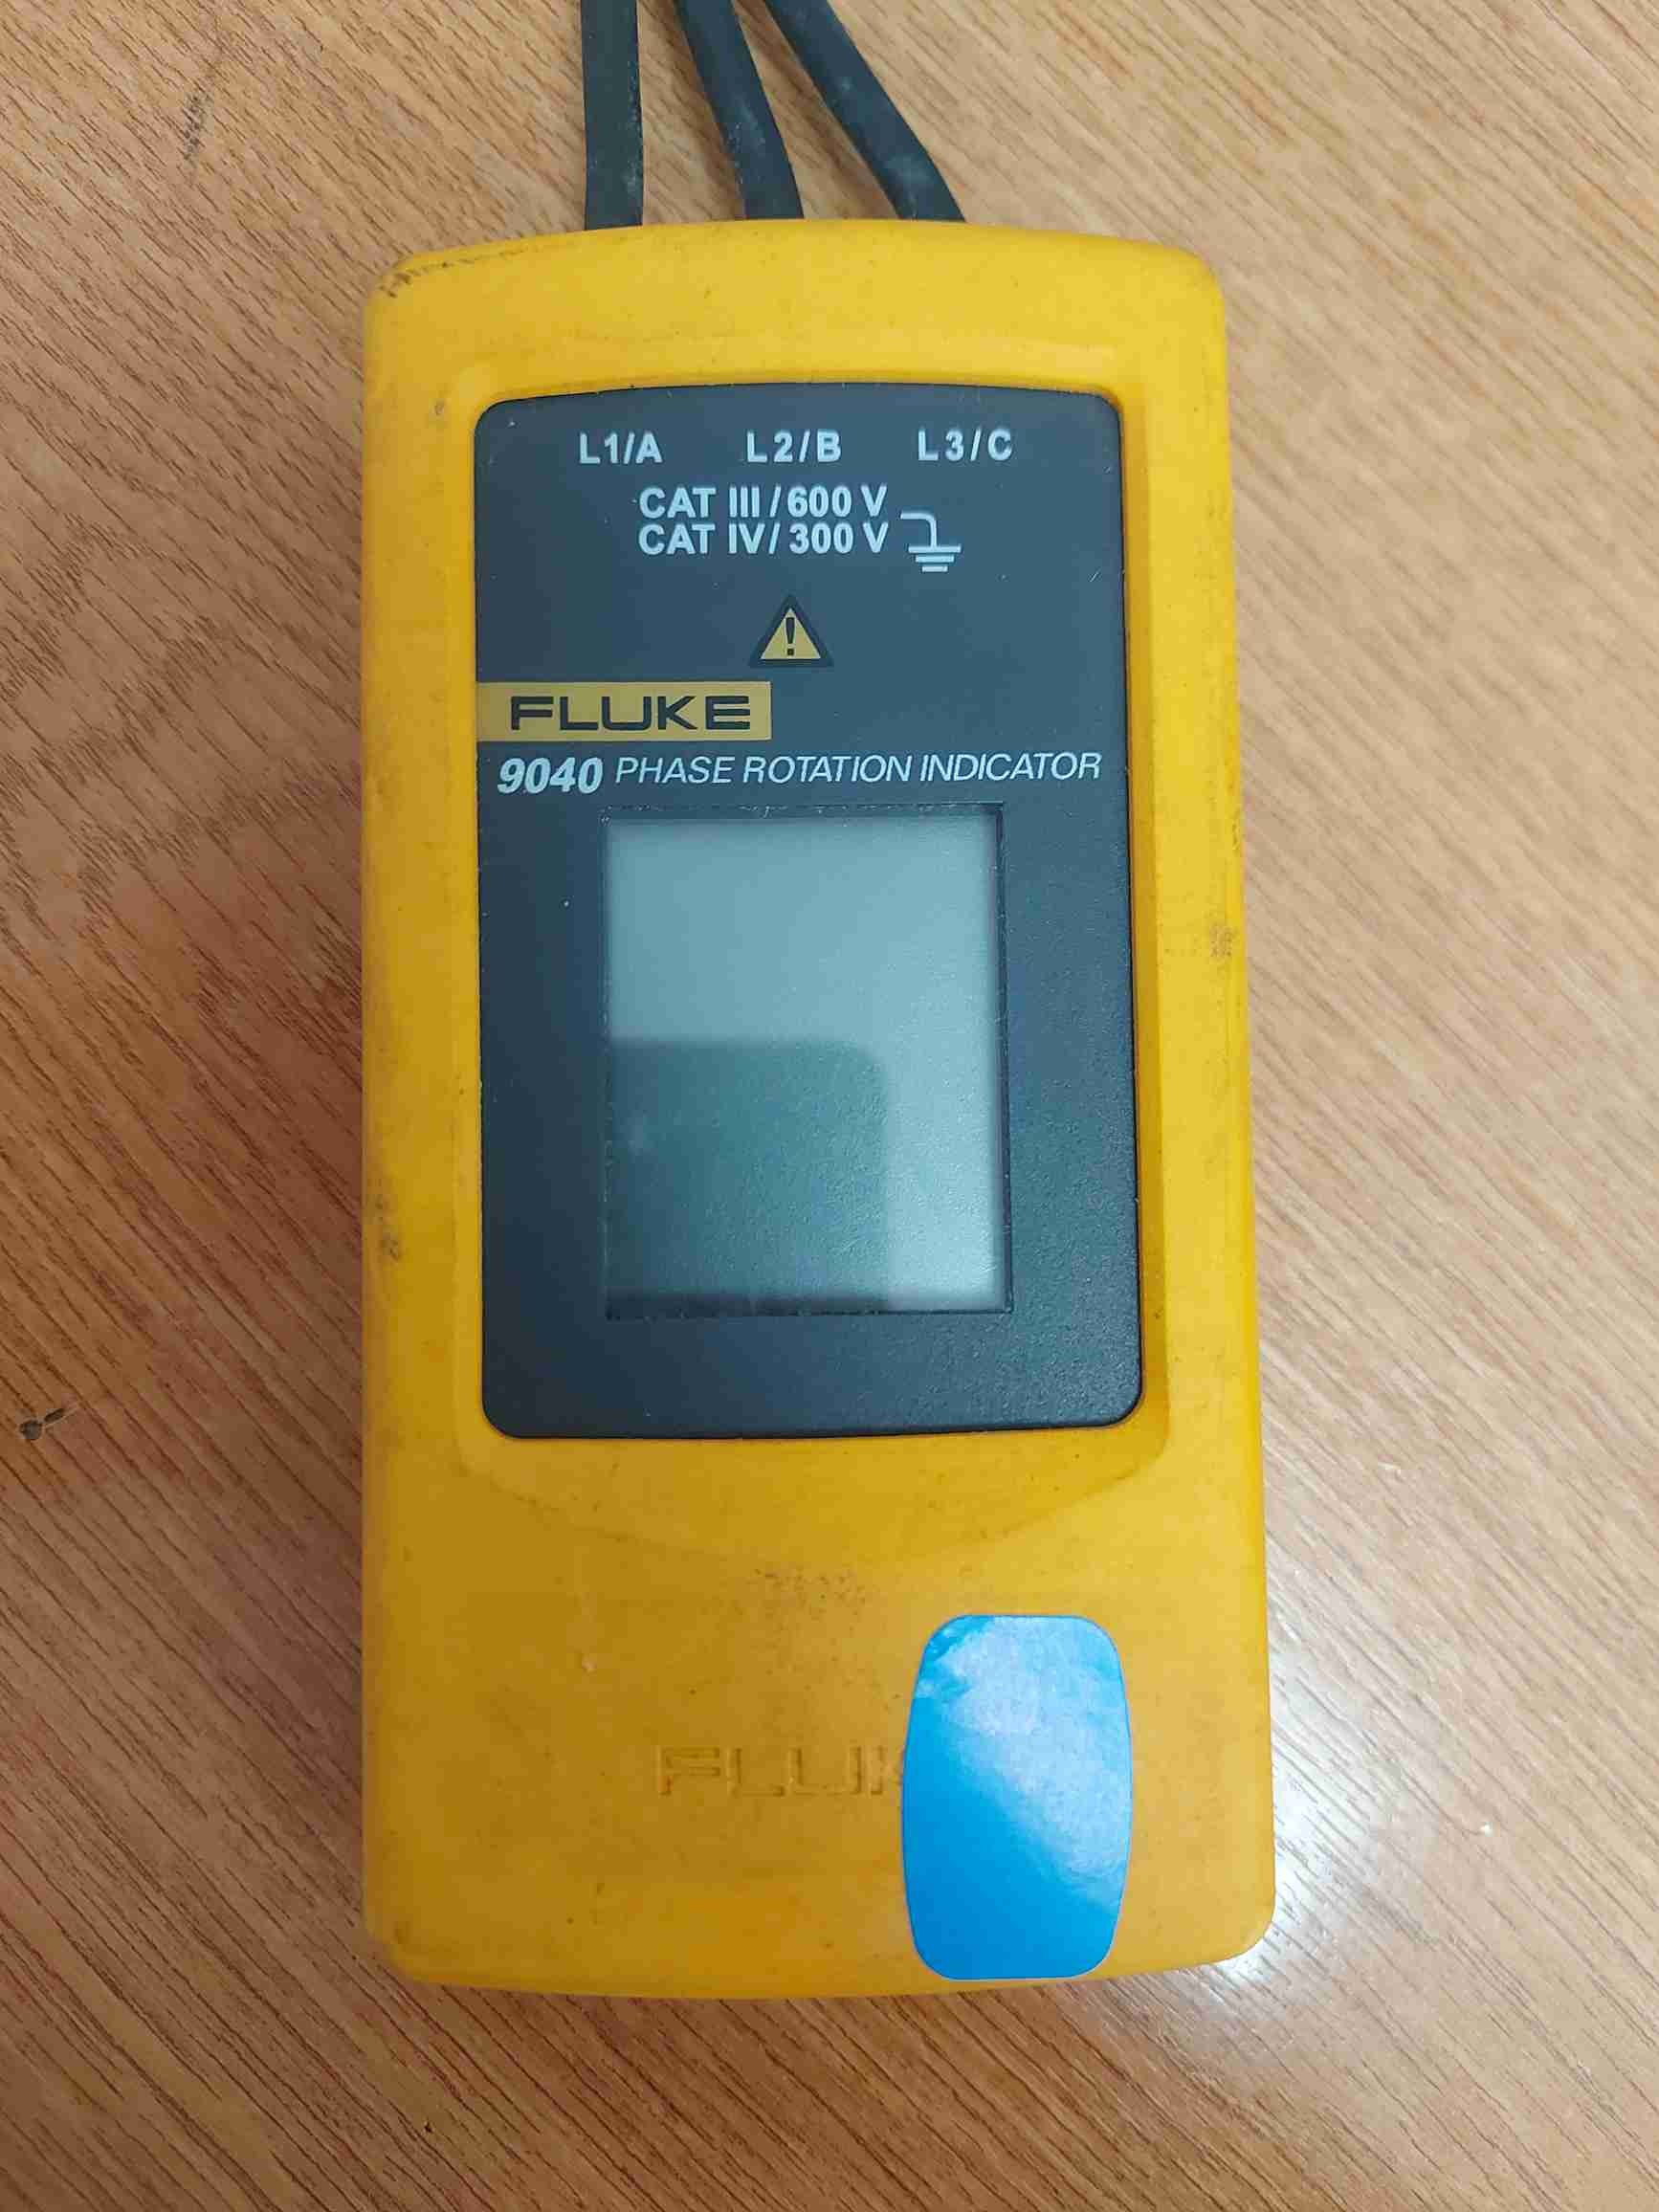 L1/A L2/B L3/C
CAT III/600 V
CAT IV/300 V
FLUKE
9040 PHASE ROTATION INDICATOR